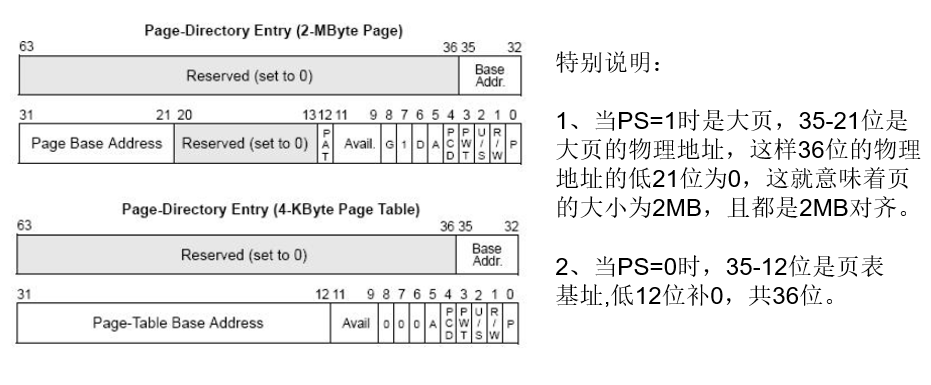 Page-Directory Entry (2-MByte Page)
63 36 35 32
Reserved (set to 0) Base Addr.
31 21 20 13 12 11 9 8 7 6 5 4 3 2 1 0
Page Base Address Reserved (set to 0) PAT Avail. G 1 D A PCD PWT U/S R/W P
Page-Directory Entry (4-KByte Page Table)
63 36 35 32
Reserved (set to 0) Base Addr.
31 12 11 9 8 7 6 5 4 3 2 1 0
Page-Table Base Address Avail 0 0 0 A PCD PWT U/S R/W P
特别说明：
1、当PS=1时是大页，35-21位是
大页的物理地址，这样36位的物理
地址的低21位为0，这就意味着页
的大小为2MB，且都是2MB对齐。
2、当PS=0时，35-12位是页表
基址,低12位补0，共36位。